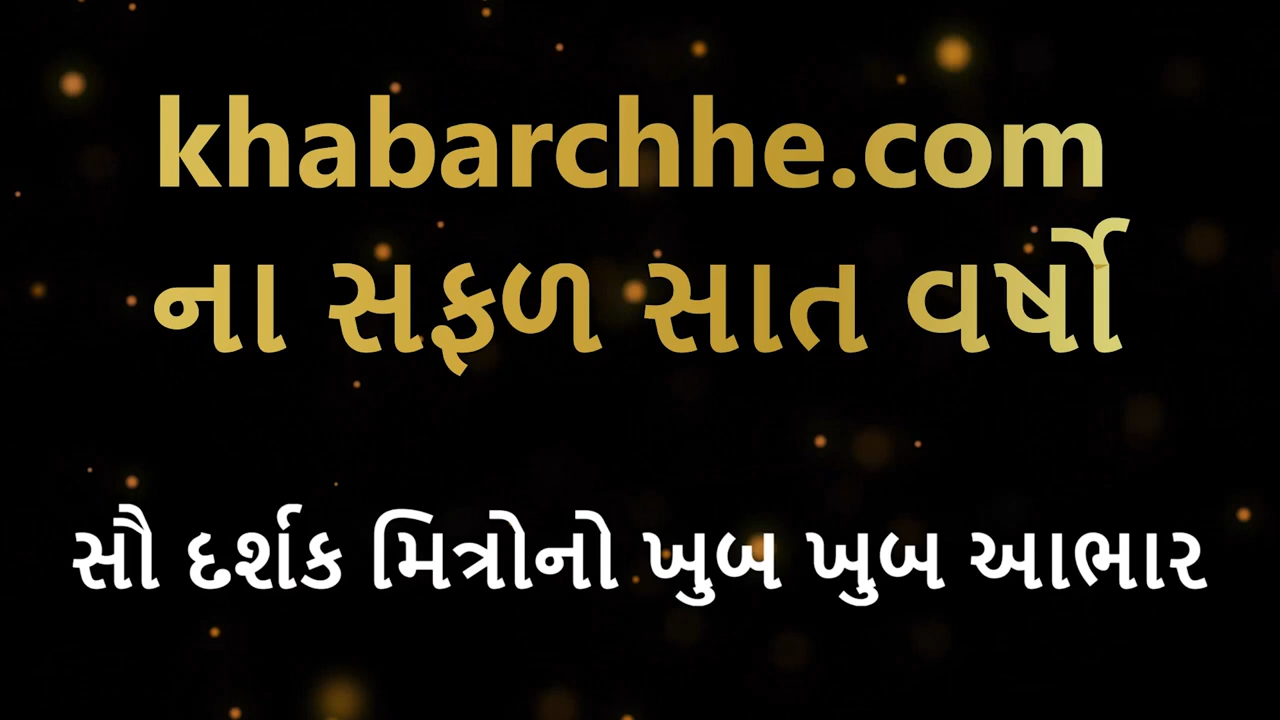 khabarchhe.com
ના સફળ સાત વર્ષો
સૌ દર્શક મિત્રોનો ખુબ ખુબ આભાર